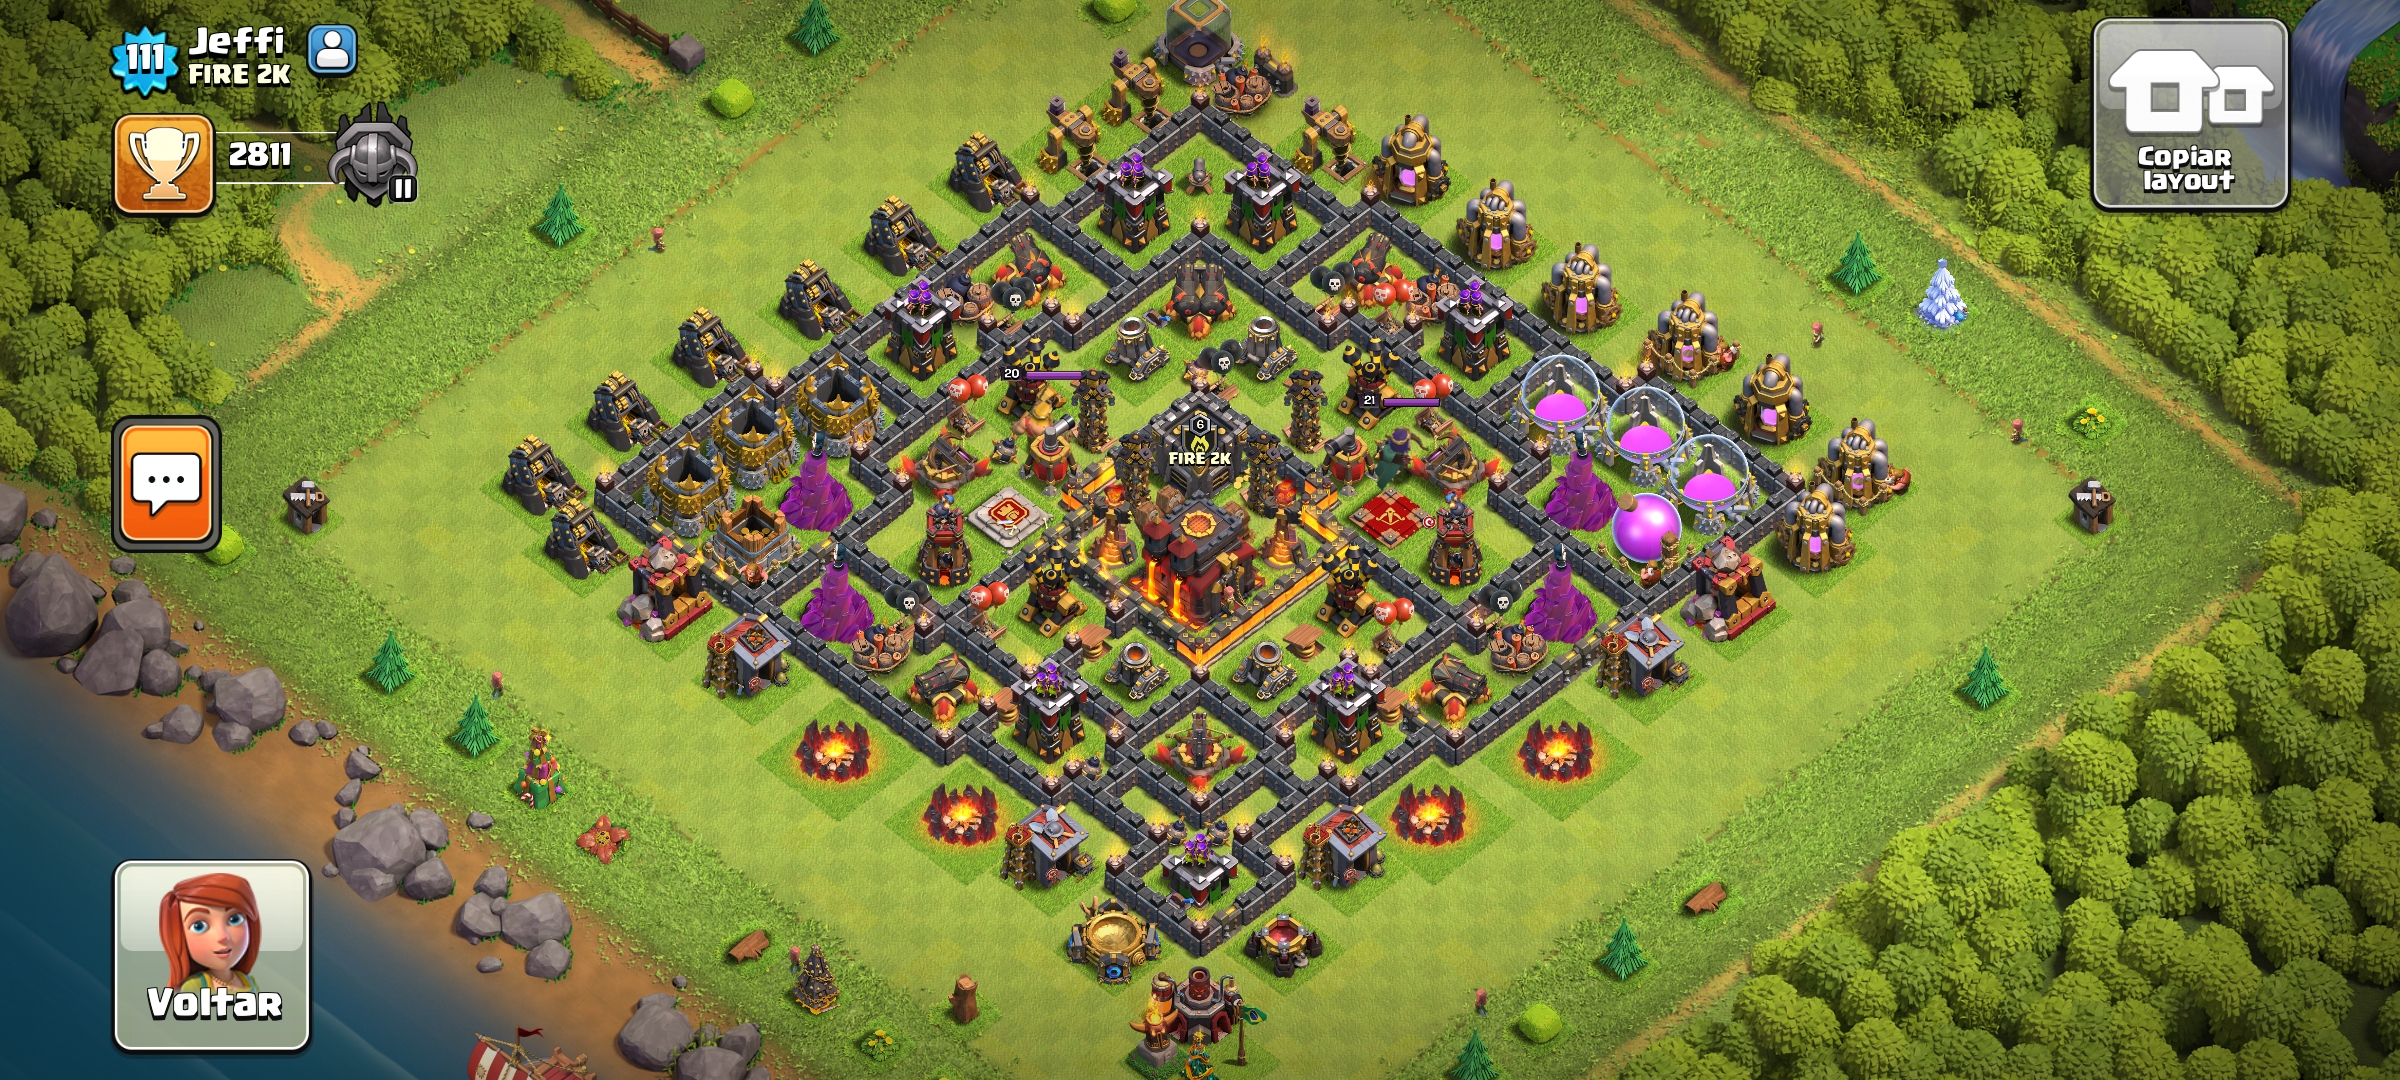 111
Jeffi
FIRE 2K
2811
II
Copiar
layout
20
21
6
FIRE 2K
Voltar